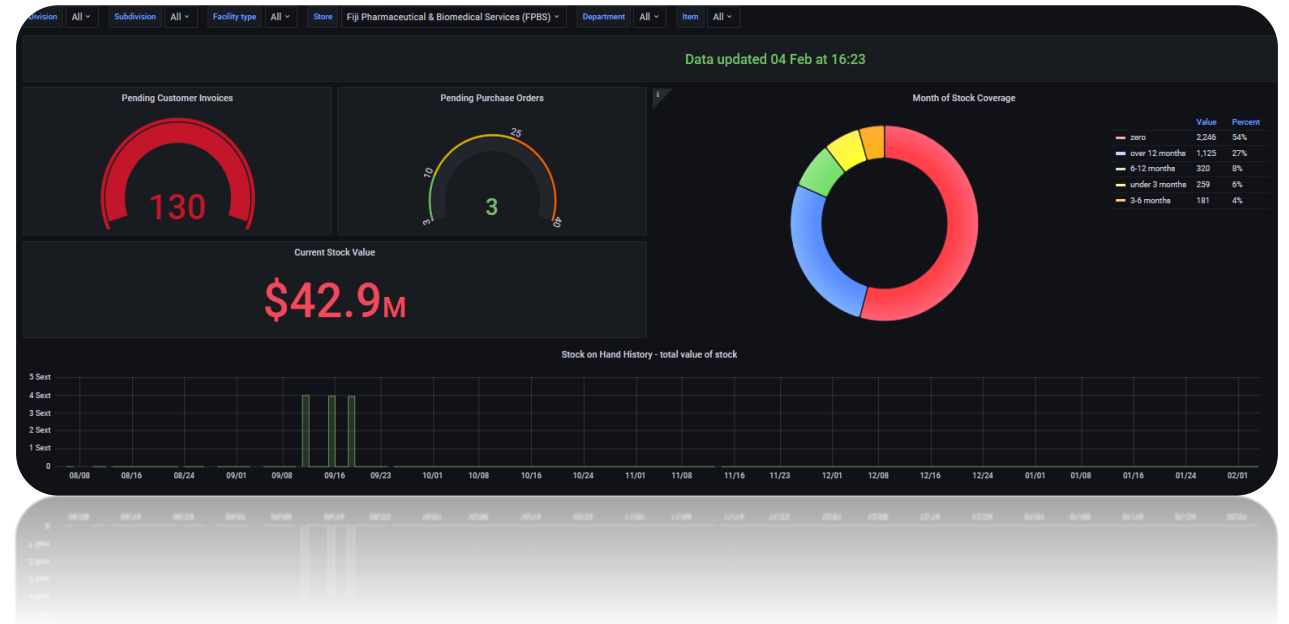 Division All Subdivision All Facility type All Store Fiji Pharmaceutical & Biomedical Services (FPBS) Department All Item All
Data updated 04 Feb at 16:23
Pending Customer Invoices
130
Pending Purchase Orders
3 10 25 40
3
i
Month of Stock Coverage
Value Percent
zero 2,246 54%
over 12 months 1,125 27%
6-12 months 320 8%
under 3 months 259 6%
3-6 months 181 4%
Current Stock Value
$42.9M
Stock on Hand History - total value of stock
5 Sext
4 Sext
3 Sext
2 Sext
1 Sext
0
08/08 08/16 08/24 09/01 09/08 09/16 09/23 10/01 10/08 10/16 10/24 11/01 11/08 11/16 11/23 12/01 12/08 12/16 12/24 01/01 01/08 01/16 01/24 02/01